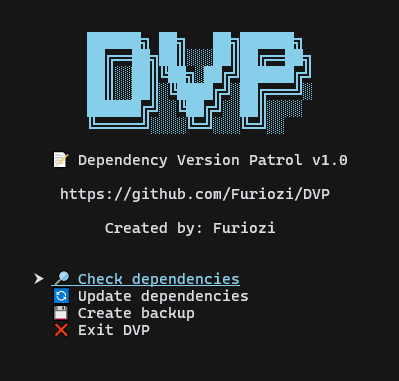 DVP
📝 Dependency Version Patrol v1.0
https://github.com/Furiozi/DVP
Created by: Furiozi
➤ 🔎 Check dependencies
🔄 Update dependencies
💾 Create backup
❌ Exit DVP